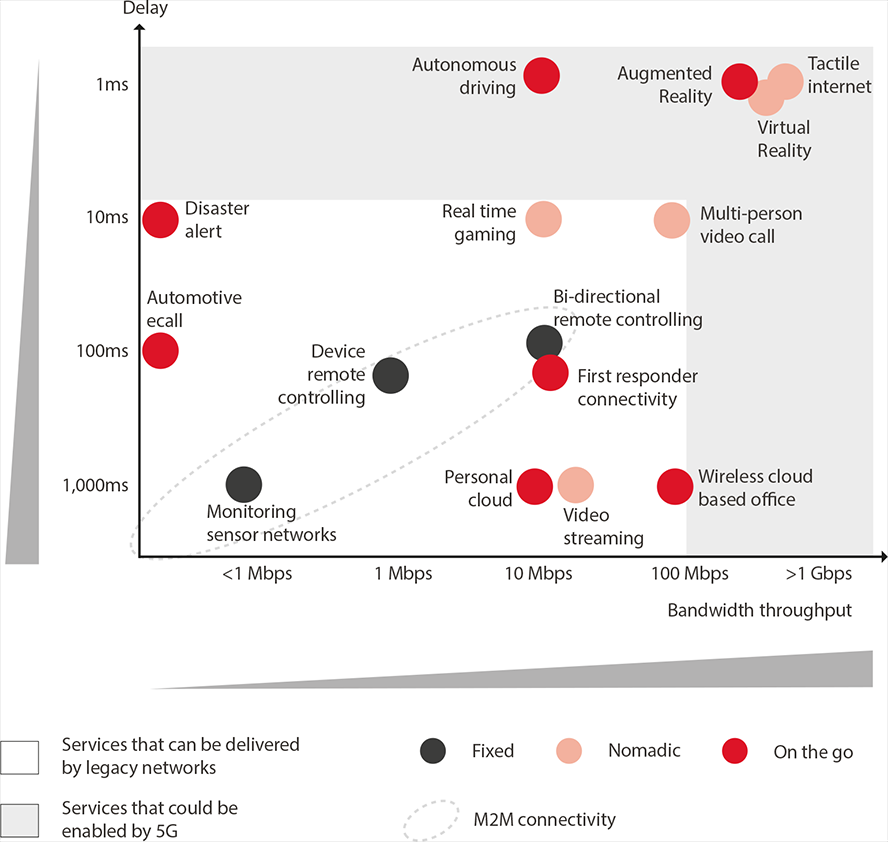 Delay
1ms
10ms
100ms
1,000ms
Autonomous
driving
Augmented
Reality
Tactile
internet
Virtual
Reality
Disaster
alert
Real time
gaming
Multi-person
video call
Automotive
ecall
Bi-directional
remote controlling
Device
remote
controlling
First responder
connectivity
Personal
cloud
Video
streaming
Wireless cloud
based office
Monitoring
sensor networks
<1 Mbps
1 Mbps
10 Mbps
100 Mbps
>1 Gbps
Bandwidth throughput
Services that can be delivered
by legacy networks
Fixed
Nomadic
On the go
Services that could be
enabled by 5G
M2M connectivity